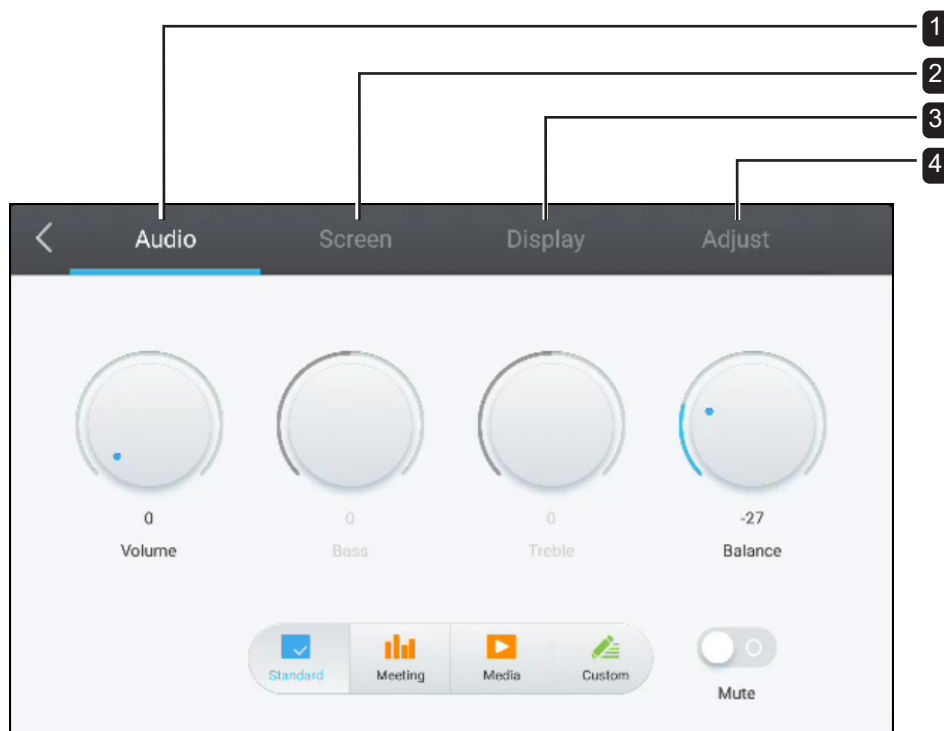 1
2
3
4
Audio Screen Display Adjust
0 0 0 -27
Volume Bass Treble Balance
Standard Meeting Media Custom
Mute